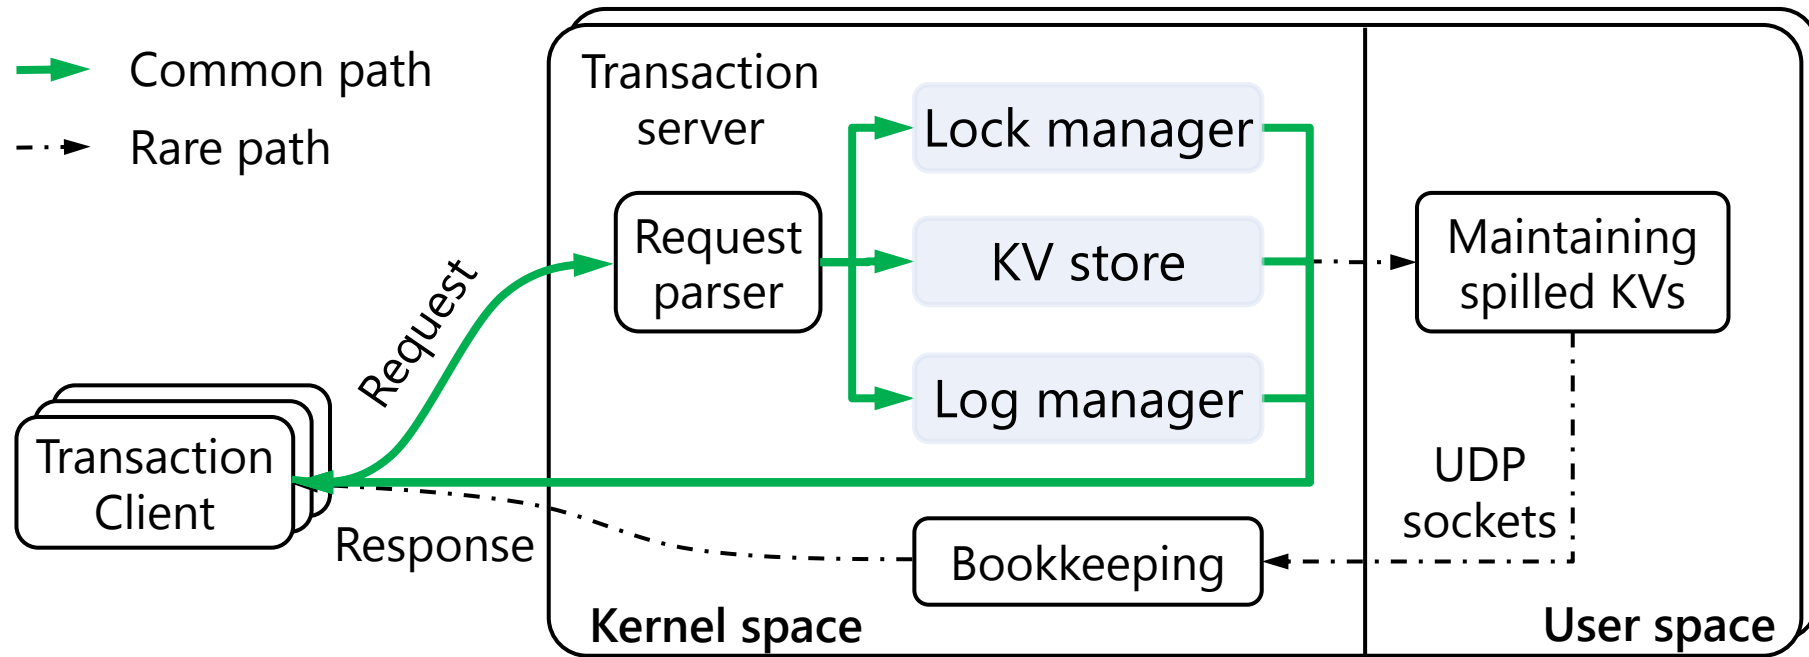 Common path
Rare path
Transaction
server
Lock manager
Request
parser
KV store
Maintaining
spilled KVs
Request
Log manager
Transaction
Client
UDP
sockets
Response
Bookkeeping
Kernel space
User space